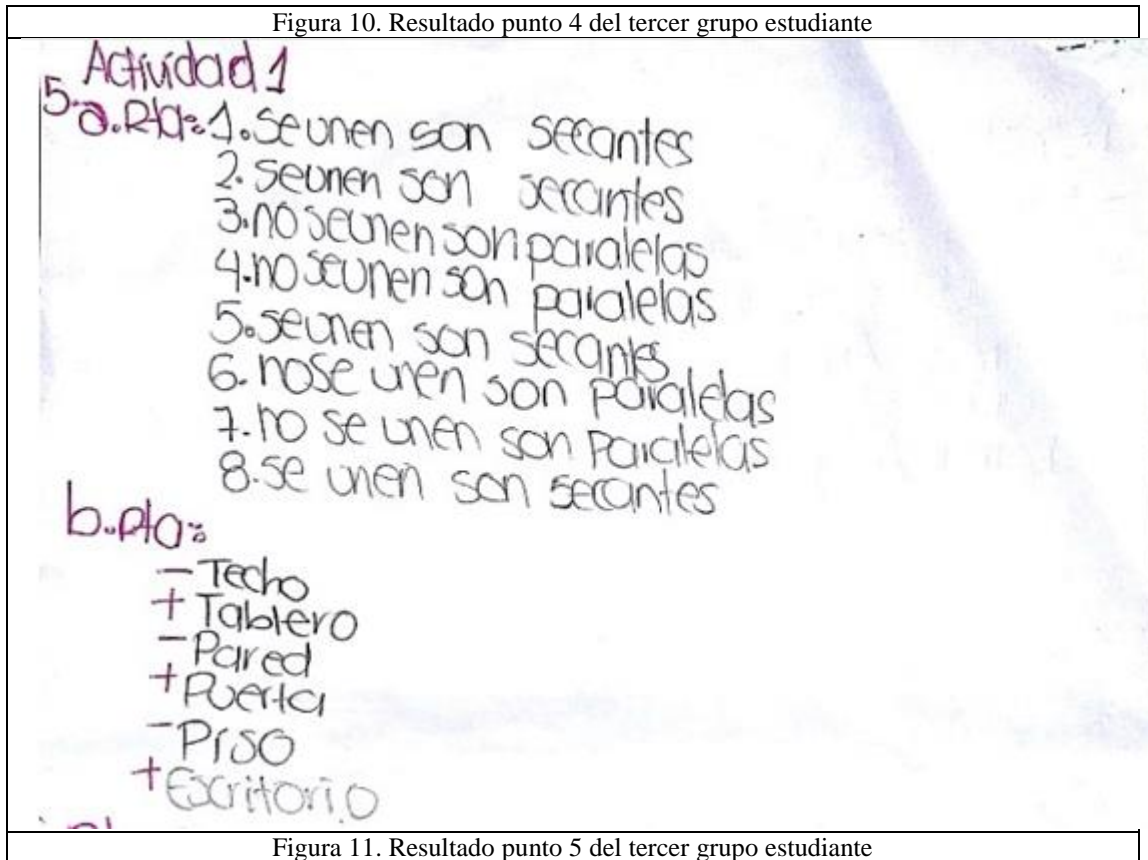 Figura 10. Resultado punto 4 del tercer grupo estudiante
Actividad 1
5.a. Rta: 1. se unen son secantes
2. se unen son secantes
3. no se unen son paralelas
4. no se unen son paralelas
5. se unen son secantes
6. no se unen son paralelas
7. no se unen son paralelas
8. se unen son secantes
b. Rta:
- Techo
+ Tablero
- Pared
+ Puerta
- Piso
+ Escritorio
Figura 11. Resultado punto 5 del tercer grupo estudiante